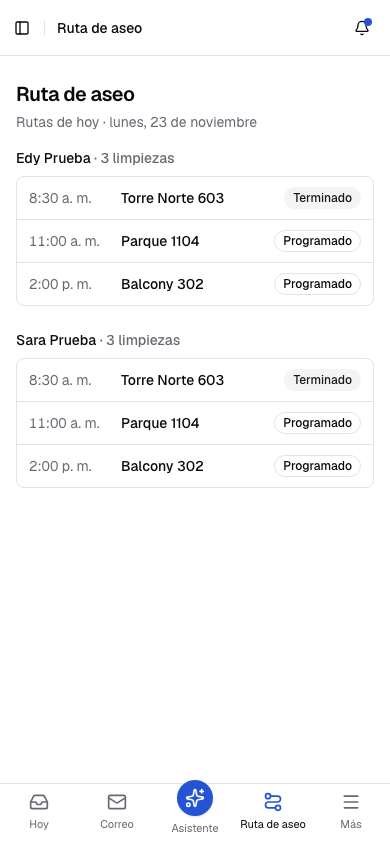 Ruta de aseo
Ruta de aseo
Rutas de hoy · lunes, 23 de noviembre
Edy Prueba · 3 limpiezas
8:30 a. m. Torre Norte 603 Terminado
11:00 a. m. Parque 1104 Programado
2:00 p. m. Balcony 302 Programado
Sara Prueba · 3 limpiezas
8:30 a. m. Torre Norte 603 Terminado
11:00 a. m. Parque 1104 Programado
2:00 p. m. Balcony 302 Programado
Hoy Correo Asistente Ruta de aseo Más